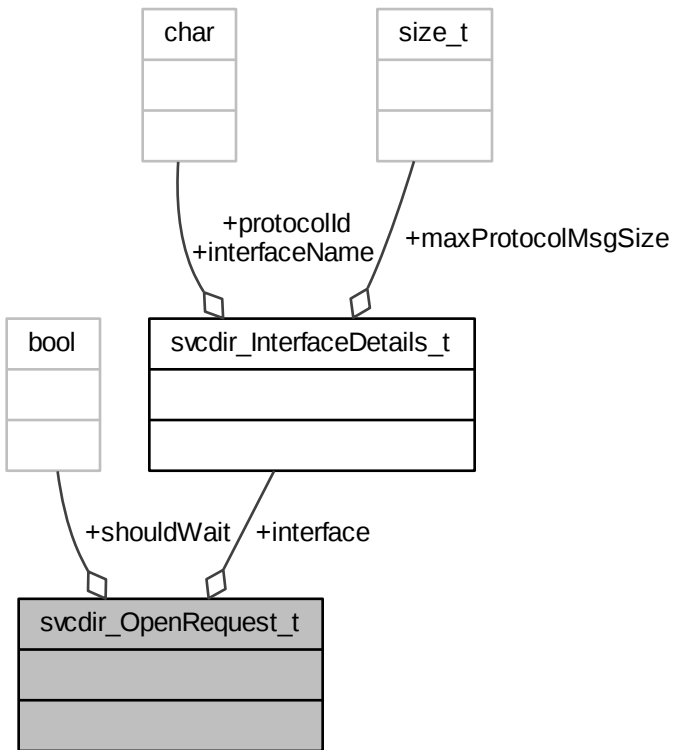 char
size_t
+protocolId
+interfaceName
+maxProtocolMsgSize
bool
svcdir_InterfaceDetails_t
+shouldWait
+interface
svcdir_OpenRequest_t